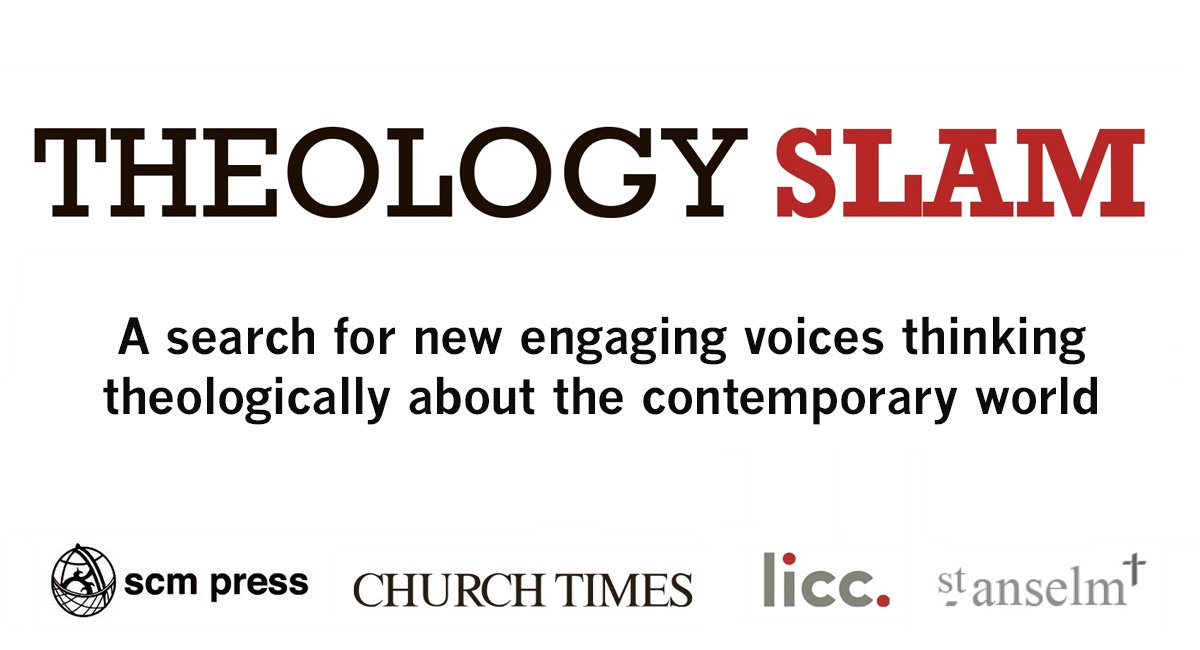 THEOLOGY SLAM
A search for new engaging voices thinking
theologically about the contemporary world
scm press CHURCH TIMES licc. st anselm